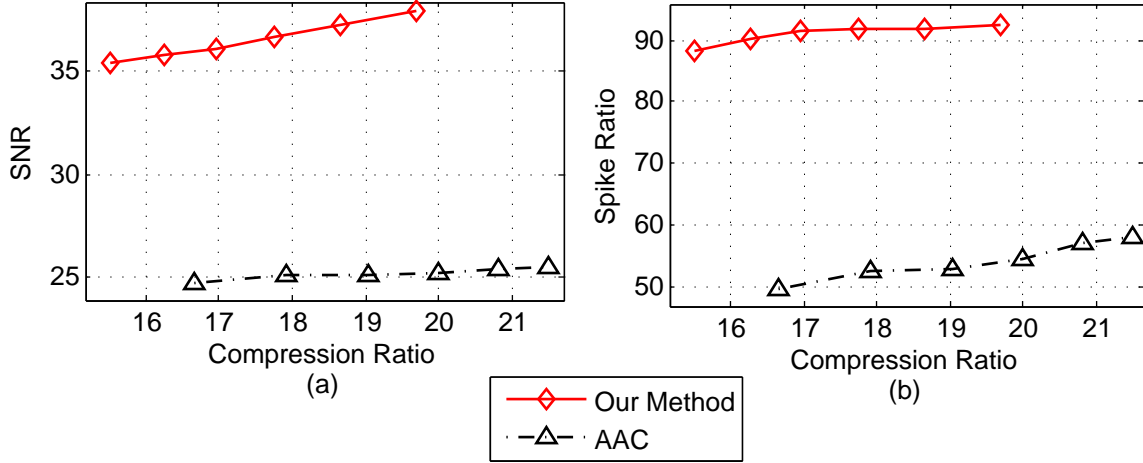 35
30
25
SNR
16 17 18 19 20 21
Compression Ratio
(a)
90
80
70
60
50
Spike Ratio
16 17 18 19 20 21
Compression Ratio
(b)
Our Method
AAC